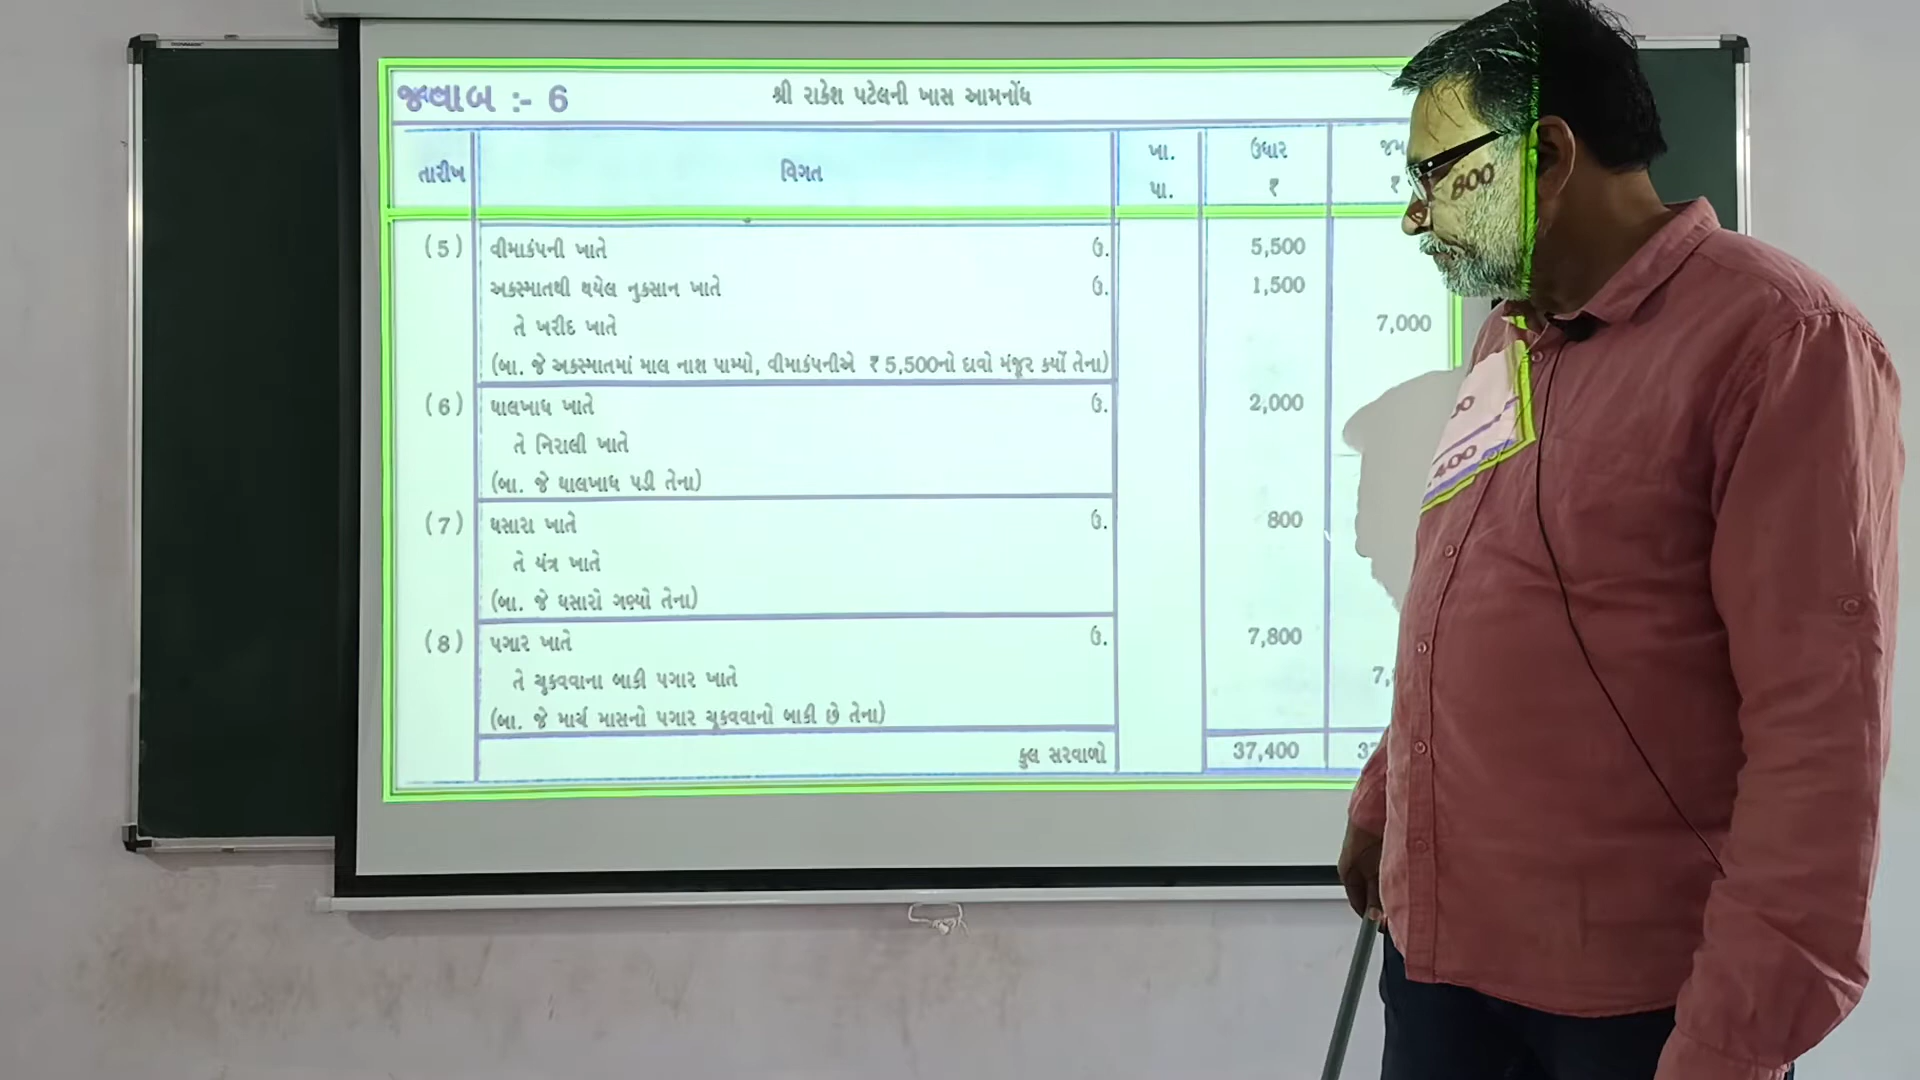 જવાબ :- 6 શ્રી રાકેશ પટેલની ખાસ આમનોંધ
તારીખ વિગત ખા. પા. ઉધાર ₹ ₹
(5) વીમાકંપની ખાતે ઉ. 5,500
અકસ્માતથી થયેલ નુકસાન ખાતે ઉ. 1,500
તે ખરીદ ખાતે 7,000
(બા. જે અકસ્માતમાં માલ નાશ પામ્યો, વીમાકંપનીએ ₹ 5,500નો દાવો મંજૂર કર્યો તેના)
(6) ઘાલખાધ ખાતે ઉ. 2,000
તે નિરાલી ખાતે
(બા. જે ઘાલખાધ પડી તેના)
(7) ઘસારા ખાતે ઉ. 800
તે યંત્ર ખાતે
800
(બા. જે ઘસારો ગણ્યો તેના)
(8) પગાર ખાતે ઉ. 7,800
તે ચુકવવાના બાકી પગાર ખાતે
(બા. જે માર્ચ માસનો પગાર ચૂકવવાનો બાકી છે તેના)
કુલ સરવાળો 37,400
400